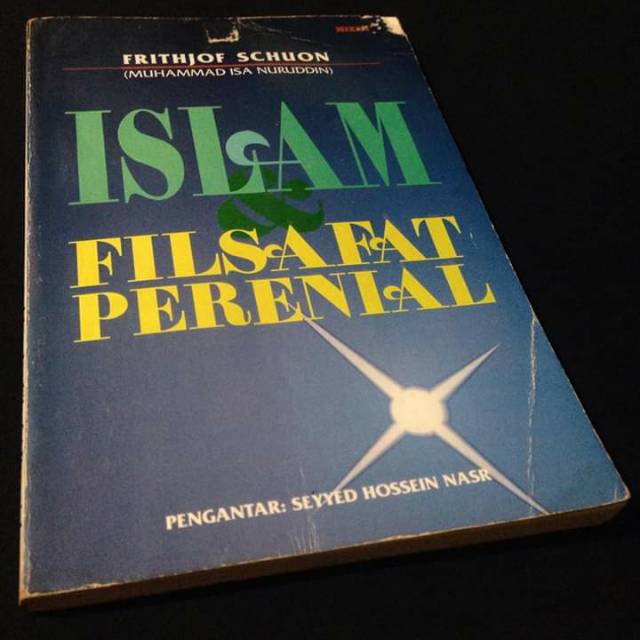 FRITHJOF SCHUON
(MUHAMMAD ISA NURUDDIN)
ISLAM
&
FILSAFAT
PERENIAL
PENGANTAR: SEYYED HOSSEIN NASR